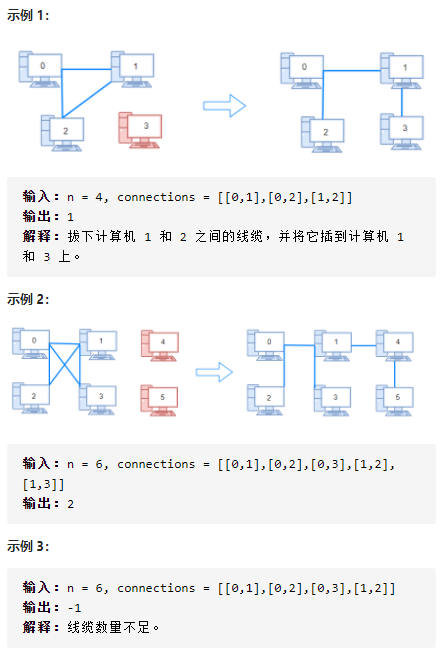 示例 1：
0 1 2 3 0 1 2 3
输入：n = 4, connections = [[0,1],[0,2],[1,2]]
输出：1
解释：拔下计算机 1 和 2 之间的线缆，并将它插到计算机 1
和 3 上。
示例 2：
0 1 4 0 1 4
2 3 5 2 3 5
输入：n = 6, connections = [[0,1],[0,2],[0,3],[1,2],
[1,3]]
输出：2
示例 3：
输入：n = 6, connections = [[0,1],[0,2],[0,3],[1,2]]
输出：-1
解释：线缆数量不足。